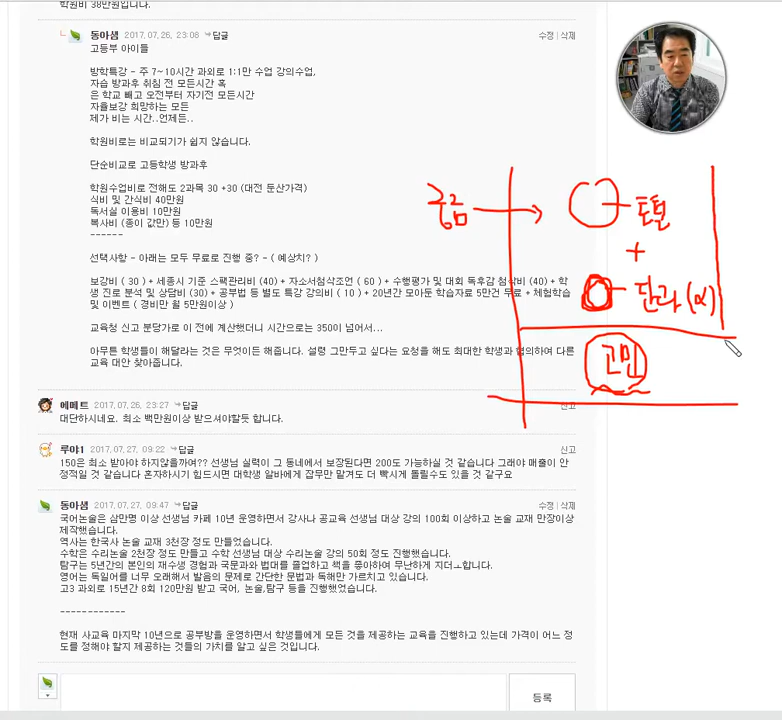 학원비 38만원입니다.
동아샘 2017.07.26. 23:08 답글
수정 | 삭제
고등부 아이들
방학특강 - 주 7~10시간 과외로 1:1만 수업 강의수업,
자습 방과후 취침 전 모든시간 혹
은 학교 빼고 오전부터 자기전 모든시간
자율보강 희망하는 모든
제가 비는 시간..언제든..
학원비로는 비교되기가 쉽지 않습니다.
단순비교로 고등학생 방과후
학원수업비로 전해도 2과목 30 +30 (대전 둔산가격)
식비 및 간식비 40만원
독서실 이용비 10만원
복사비 (종이 값만) 등 10만원
------
선택사항 - 아래는 모두 무료로 진행 중? - ( 예상치? )
보강비 ( 30 ) + 세종시 기준 스팩관리비 (40) + 자소서첨삭조언 ( 60 ) + 수행평가 및 대회 독후감 첨삭비 (40) + 학
생 진로 분석 및 상담비 (30) + 공부법 등 별도 특강 강의비 ( 10 ) + 20년간 모아둔 학습자료 5만건 무료 + 체험학습
및 이벤트 ( 경비만 월 5만원이상 )
교육청 신고 분당가로 이 전에 계산했더니 시간으로는 350이 넘어서...
아무튼 학생들이 해달라는 것은 무엇이든 해줍니다. 설령 그만두고 싶다는 요청을 해도 최대한 학생과 협의하여 다른
교육 대안 찾아줍니다.
에메트 2017.07.26. 23:27 답글
신고
대단하시네요. 최소 백만원이상 받으셔야할듯 합니다.
루야1 2017.07.27. 09:22 답글
신고
150은 최소 받아야 하지않을까여?? 선생님 실력이 그 동네에서 보장된다면 200도 가능하실 것 같습니다 그래야 매출이 안
정적일 것 같습니다 혼자하시기 힘드시면 대학생 알바에게 잡무만 맡겨도 더 빡시게 돌릴수도 있을 것 같구요
동아샘 2017.07.27. 09:47 답글
수정 | 삭제
국어논술은 삼만명 이상 선생님 카페 10년 운영하면서 강사나 공교육 선생님 대상 강의 100회 이상하고 논술 교재 만장이상
제작했습니다.
역사는 한국사 논술 교재 3천장 정도 만들었습니다.
수학은 수리논술 2천장 정도 만들고 수학 선생님 대상 수리논술 강의 50회 정도 진행했습니다.
탐구는 5년간의 본인의 재수생 경험과 국문과와 법대를 졸업하고 책을 좋아하여 무난하게 지더ㅗ합니다.
영어는 독일어를 너무 오래해서 발음의 문제로 간단한 문법과 독해만 가르치고 있습니다.
고3 과외로 15년간 8회 120만원 받고 국어, 논술,탐구 등을 진행했었습니다.
------------
현재 사교육 마지막 10년으로 공부방을 운영하면서 학생들에게 모든 것을 제공하는 교육을 진행하고 있는데 가격이 어느 정
도를 정해야 할지 제공하는 것들의 가치를 알고 싶은 것입니다.
등록
토털
+
단과(α)
고민